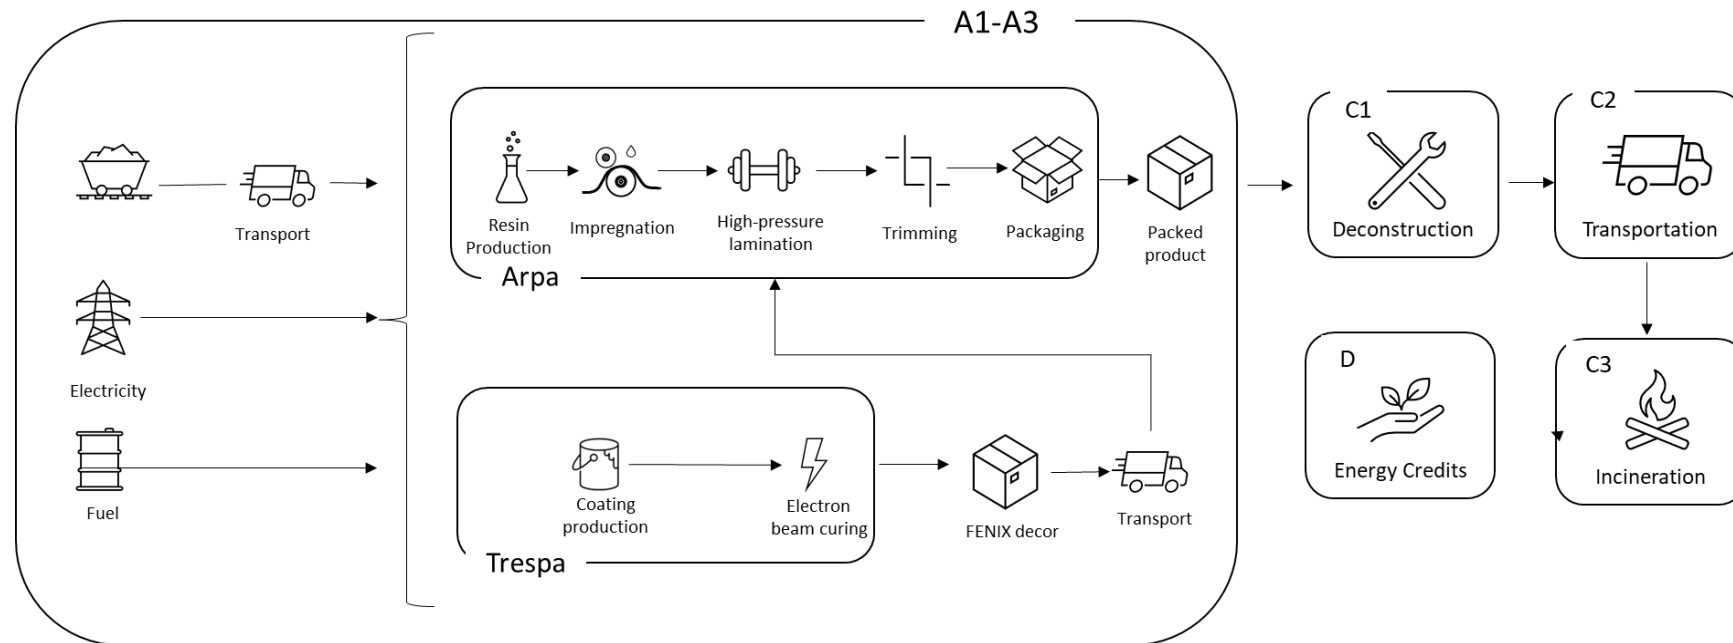 A1-A3
Transport
Electricity
Fuel
Resin
Production
Impregnation
High-pressure
lamination
Trimming
Packaging
Arpa
Packed
product
Coating
production
Electron
beam curing
Trespa
FENIX decor
Transport
C1
Deconstruction
C2
Transportation
D
Energy Credits
C3
Incineration